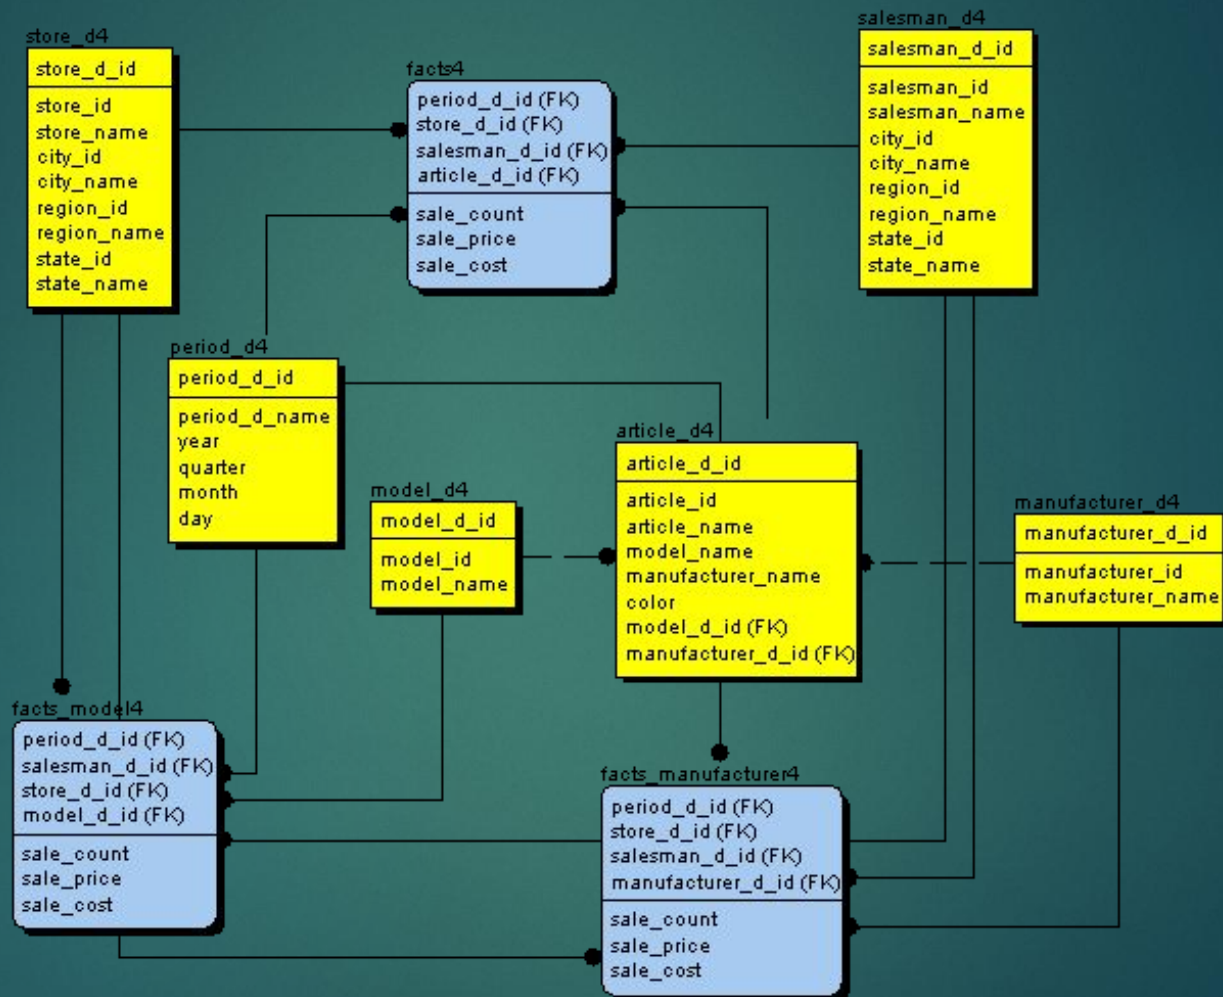 store_d4
store_d_id
store_id
store_name
city_id
city_name
region_id
region_name
state_id
state_name
facts4
period_d_id (FK)
store_d_id (FK)
salesman_d_id (FK)
article_d_id (FK)
sale_count
sale_price
sale_cost
salesman_d4
salesman_d_id
salesman_id
salesman_name
city_id
city_name
region_id
region_name
state_id
state_name
period_d4
period_d_id
period_d_name
year
quarter
month
day
model_d4
model_d_id
model_id
model_name
article_d4
article_d_id
article_id
article_name
model_name
manufacturer_name
color
model_d_id (FK)
manufacturer_d_id (FK)
manufacturer_d4
manufacturer_d_id
manufacturer_id
manufacturer_name
facts_model4
period_d_id (FK)
salesman_d_id (FK)
store_d_id (FK)
model_d_id (FK)
sale_count
sale_price
sale_cost
facts_manufacturer4
period_d_id (FK)
store_d_id (FK)
salesman_d_id (FK)
manufacturer_d_id (FK)
sale_count
sale_price
sale_cost